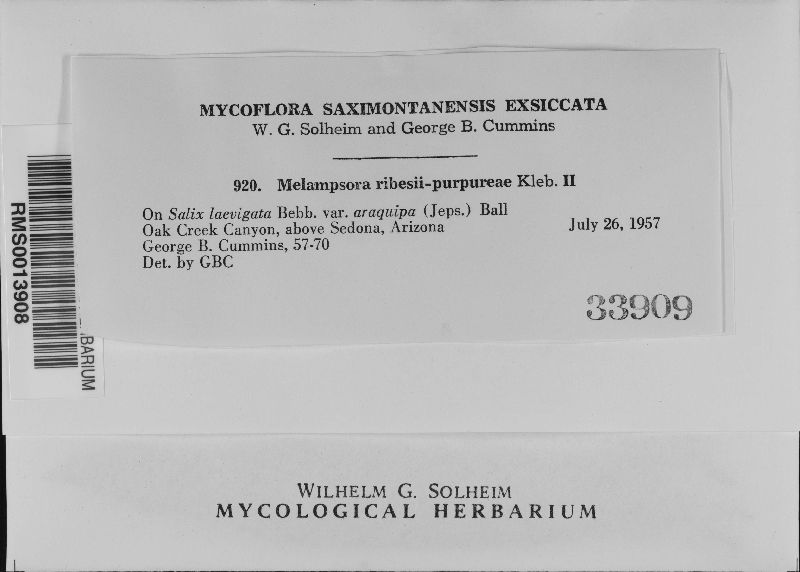 MYCOFLORA SAXIMONTANENSIS EXSICCATA
W. G. Solheim and George B. Cummins
920. Melampsora ribesii-purpureae Kleb. II
On Salix laevigata Bebb. var. araquipa (Jeps.) Ball
Oak Creek Canyon, above Sedona, Arizona
July 26, 1957
George B. Cummins, 57-70
Det. by GBC
33909
RMS0013908
BARIUM
WILHELM G. SOLHEIM
MYCOLOGICAL HERBARIUM